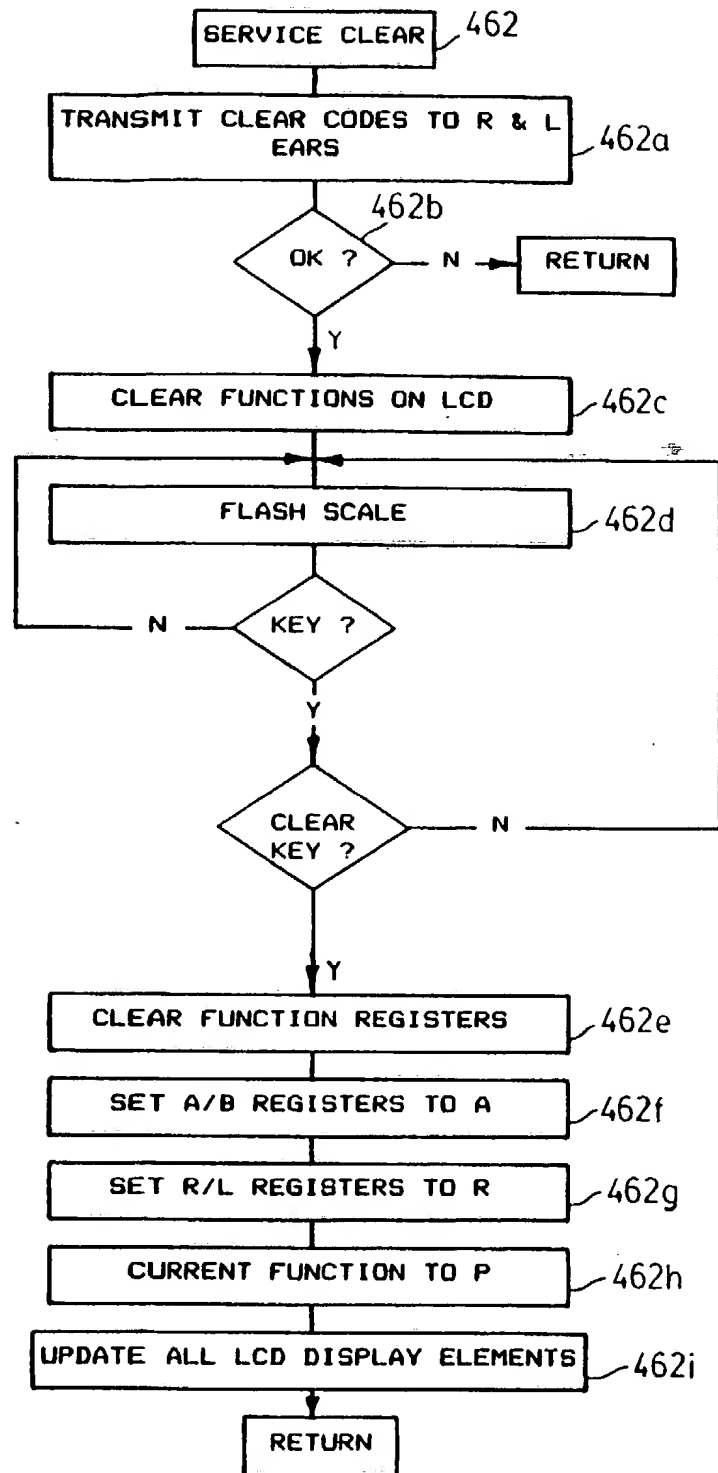 SERVICE CLEAR
462
TRANSMIT CLEAR CODES TO R & L
EARS
462a
462b
OK ?
N
RETURN
Y
CLEAR FUNCTIONS ON LCD
462c
FLASH SCALE
462d
N
KEY ?
Y
CLEAR
KEY ?
N
Y
CLEAR FUNCTION REGISTERS
462e
SET A/B REGISTERS TO A
462f
SET R/L REGISTERS TO R
462g
CURRENT FUNCTION TO P
462h
UPDATE ALL LCD DISPLAY ELEMENTS
462i
RETURN